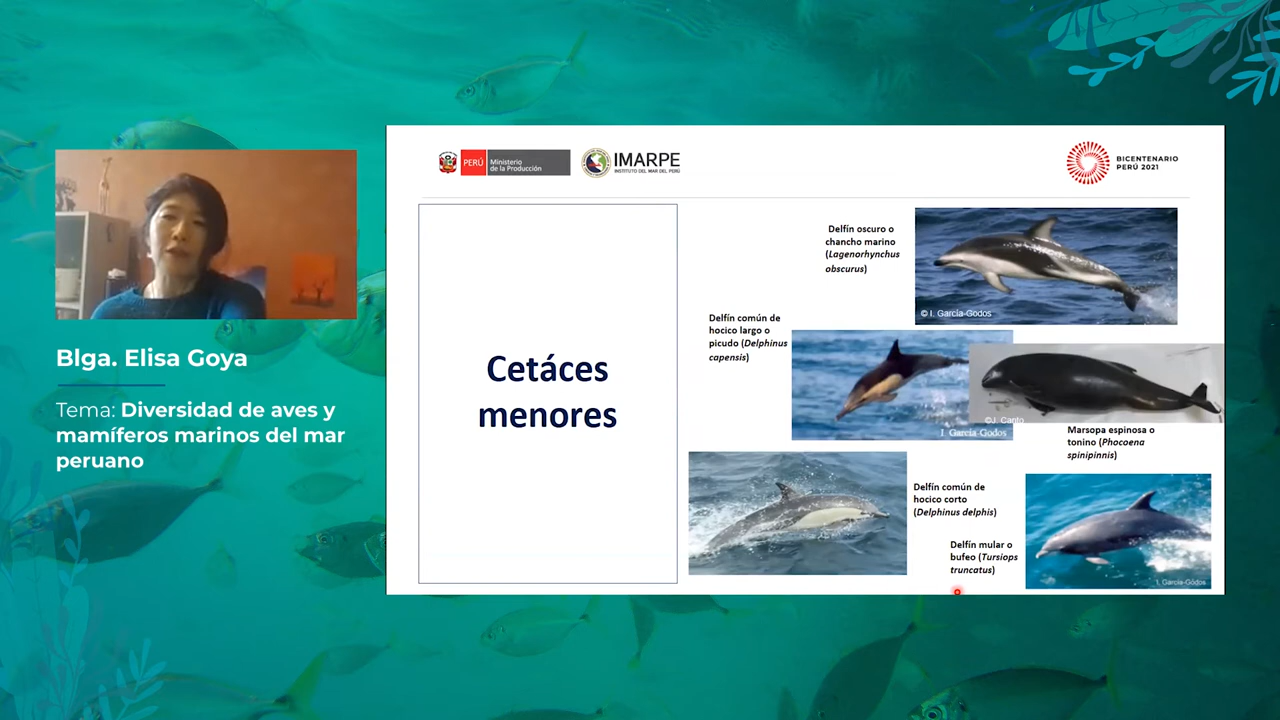 Blga. Elisa Goya
Tema: Diversidad de aves y
mamíferos marinos del mar
peruano
PERÚ
Ministerio
de la Producción
IMARPE
INSTITUTO DEL MAR DEL PERÚ
BICENTENARIO
PERÚ 2021
Cetáces
menores
Delfín oscuro o
chancho marino
(Lagenorhynchus
obscurus)
© I. García-Godos
Delfín común de
hocico largo o
picudo (Delphinus
capensis)
I García-Godos
©J. Canto
Marsopa espinosa o
tonino (Phocoena
spinipinnis)
Delfín común de
hocico corto
(Delphinus delphis)
Delfín mular o
bufeo (Tursiops
truncatus)
I. García-Godos